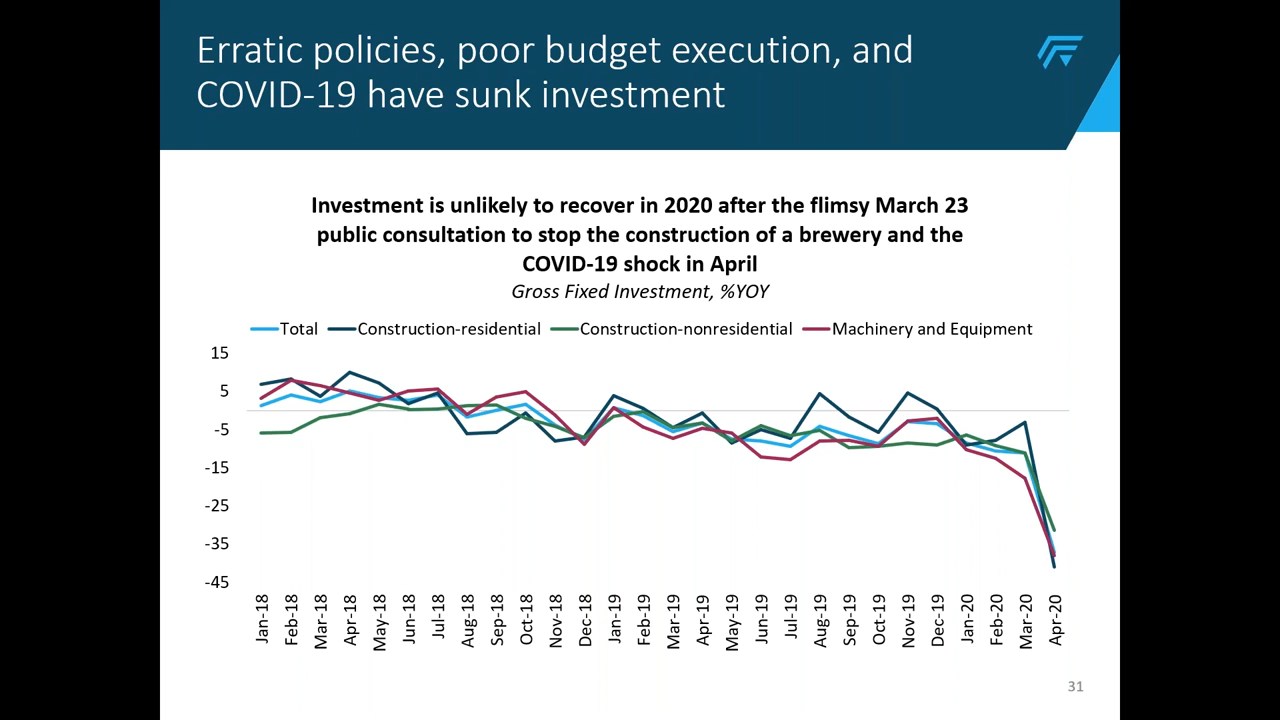 Erratic policies, poor budget execution, and
COVID-19 have sunk investment
Investment is unlikely to recover in 2020 after the flimsy March 23
public consultation to stop the construction of a brewery and the
COVID-19 shock in April
Gross Fixed Investment, %YOY
Total Construction-residential Construction-nonresidential Machinery and Equipment
15
5
-5
-15
-25
-35
-45
Jan-18
Feb-18
Mar-18
Apr-18
May-18
Jun-18
Jul-18
Aug-18
Sep-18
Oct-18
Nov-18
Dec-18
Jan-19
Feb-19
Mar-19
Apr-19
May-19
Jun-19
Jul-19
Aug-19
Sep-19
Oct-19
Nov-19
Dec-19
Jan-20
Feb-20
Mar-20
Apr-20
31